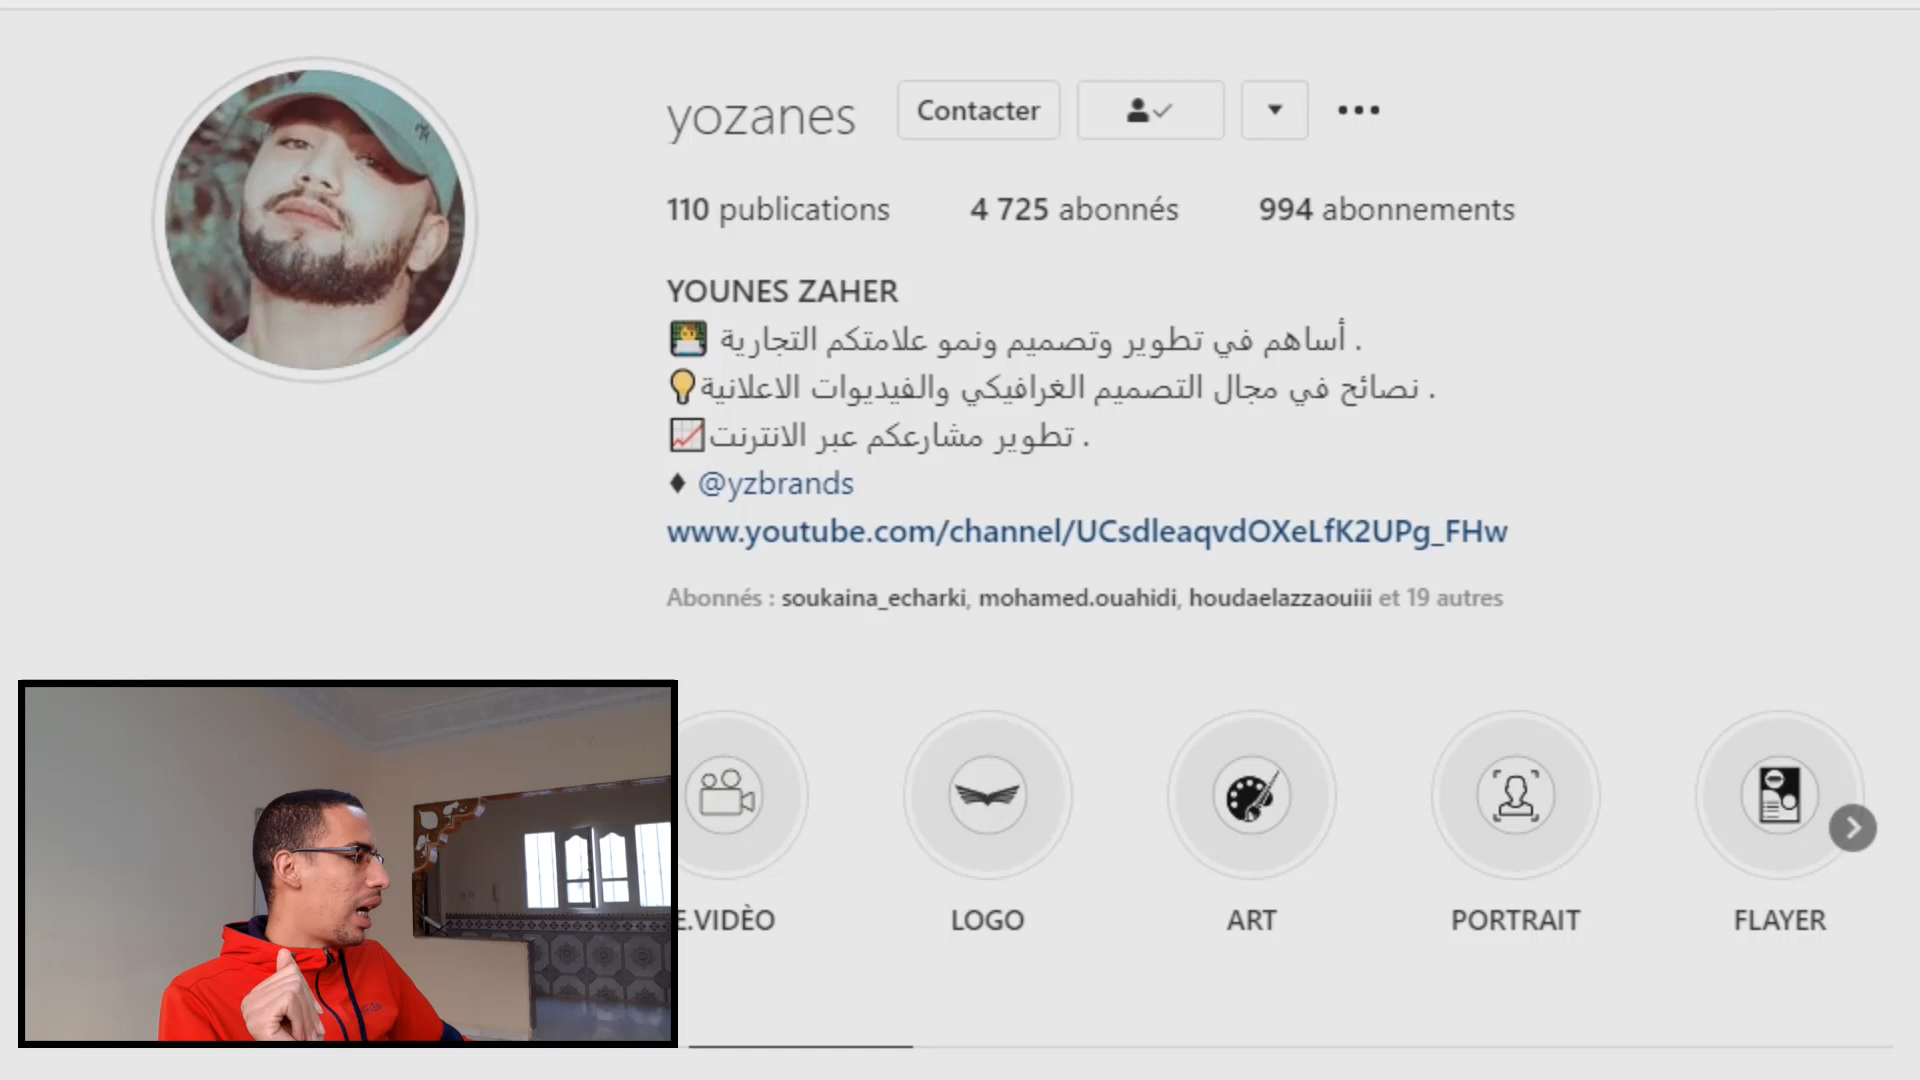 yozanes
Contacter
110 publications
4 725 abonnés
994 abonnements
YOUNES ZAHER
أساهم في تطوير وتصميم ونمو علامتكم التجارية .
نصائح في مجال التصميم الغرافيكي والفيديوات الاعلانية .
تطوير مشارعكم عبر الانترنت .
♦ @yzbrands
www.youtube.com/channel/UCsdleaqvdOXeLfK2UPg_FHw
Abonnés : soukaina_echarki, mohamed.ouahidi, houdaelazzaouiii et 19 autres
E.VIDÈO
LOGO
ART
PORTRAIT
FLAYER